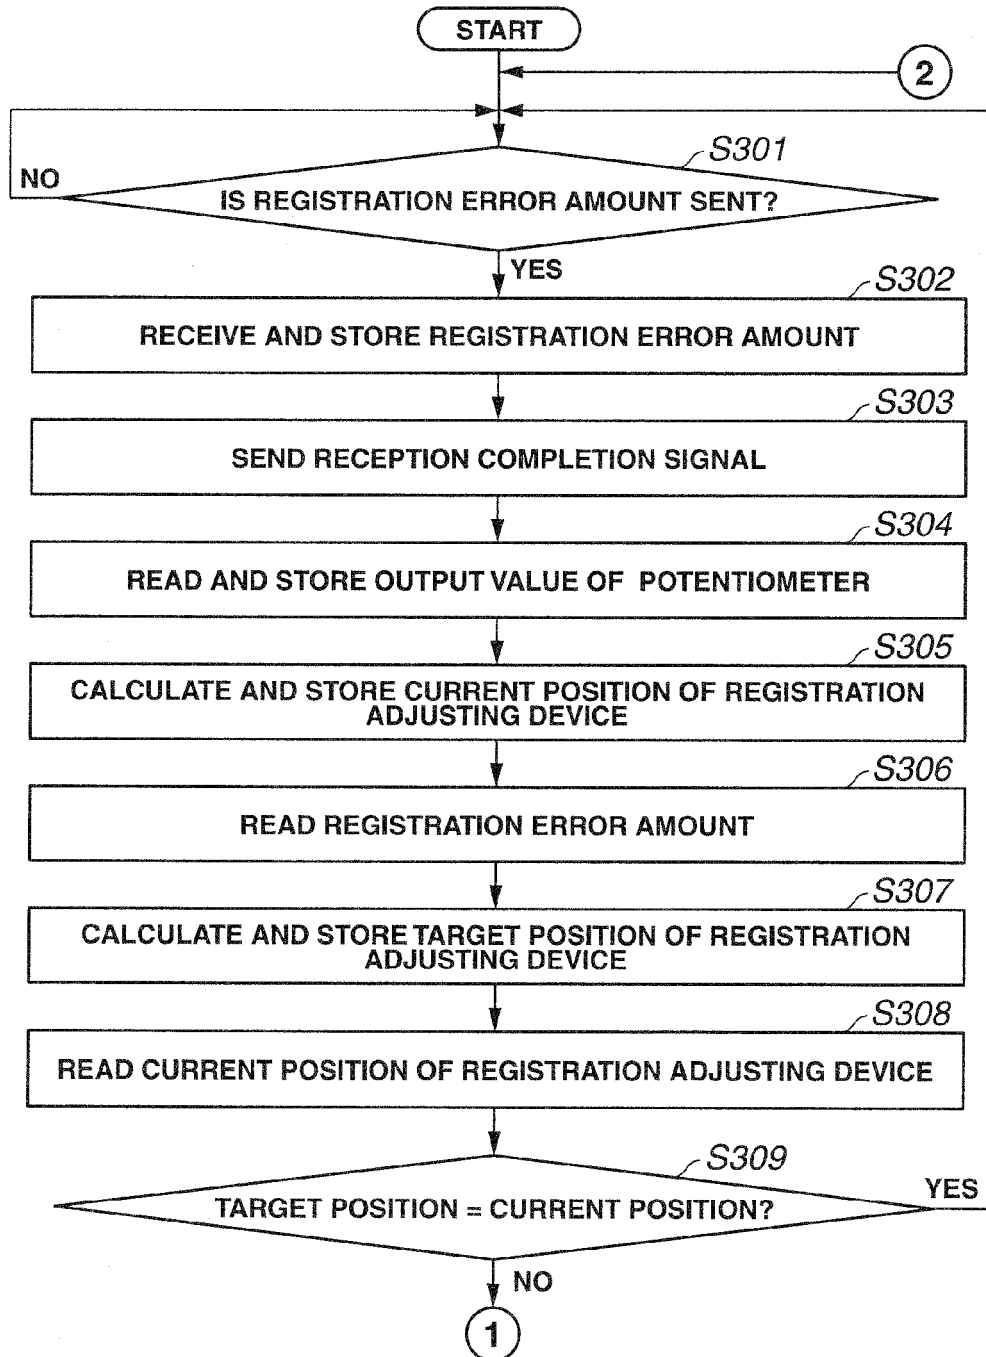 START
2
S301
NO
IS REGISTRATION ERROR AMOUNT SENT?
YES
S302
RECEIVE AND STORE REGISTRATION ERROR AMOUNT
S303
SEND RECEPTION COMPLETION SIGNAL
S304
READ AND STORE OUTPUT VALUE OF POTENTIOMETER
S305
CALCULATE AND STORE CURRENT POSITION OF REGISTRATION
ADJUSTING DEVICE
S306
READ REGISTRATION ERROR AMOUNT
S307
CALCULATE AND STORE TARGET POSITION OF REGISTRATION
ADJUSTING DEVICE
S308
READ CURRENT POSITION OF REGISTRATION ADJUSTING DEVICE
S309
YES
TARGET POSITION = CURRENT POSITION?
NO
1